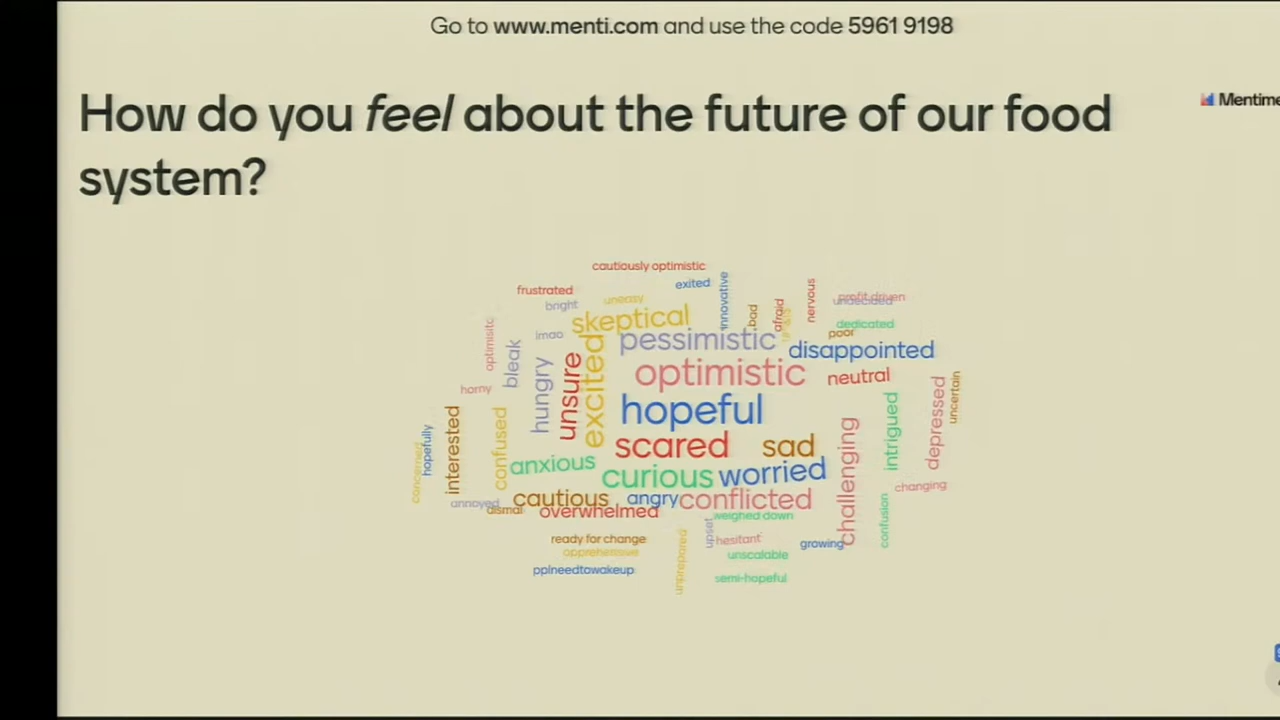 Go to www.menti.com and use the code 5961 9198
How do you feel about the future of our food
system?
Mentime
cautiously optimistic
frustrated
exited
bright
uneasy
innovative
bad
afraid
nervous
profit driven
undecided
dedicated
poor
skeptical
pessimistic
disappointed
optimisitc
lmao
bleak
hungry
unsure
excited
optimistic
neutral
horny
hopeful
interested
confused
hopefully
concerned
scared
sad
challenging
intrigued
depressed
uncertain
anxious
curious
worried
annoyed
dismal
cautious
angry
conflicted
changing
overwhelmed
weighed down
confusion
ready for change
upset
hesitant
growing
apprehensive
unprepared
unscalable
pplneedtowakeup
semi-hopeful